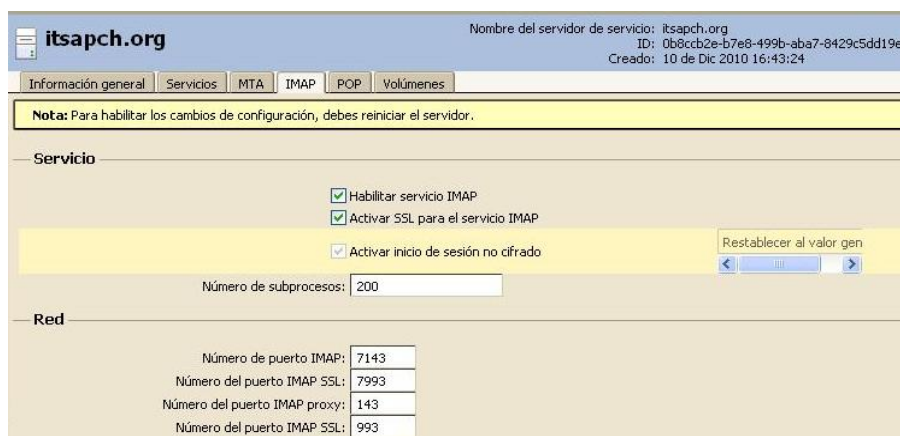 itsapch.org
Nombre del servidor de servicio: itsapch.org
ID: 0b8ccb2e-b7e8-499b-aba7-8429c5dd19e
Creado: 10 de Dic 2010 16:43:24
Información general Servicios MTA IMAP POP Volúmenes
Nota: Para habilitar los cambios de configuración, debes reiniciar el servidor.
Servicio
Habilitar servicio IMAP
Activar SSL para el servicio IMAP
Activar inicio de sesión no cifrado
Restablecer al valor gen
Número de subprocesos: 200
Red
Número de puerto IMAP: 7143
Número del puerto IMAP SSL: 7993
Número del puerto IMAP proxy: 143
Número del puerto IMAP SSL: 993